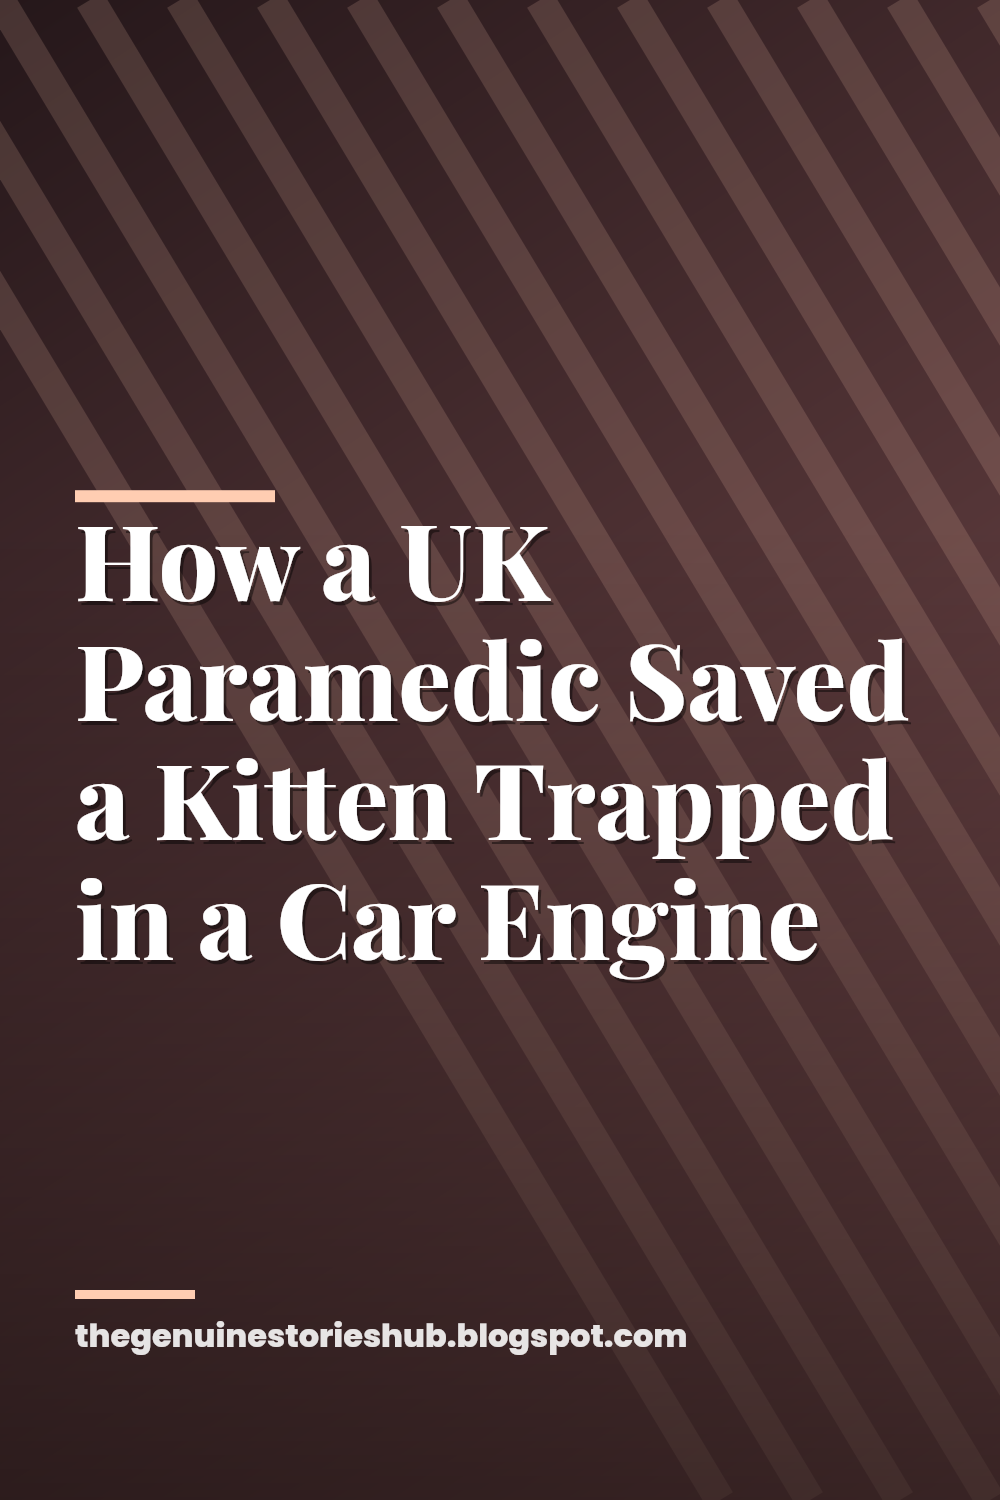 How a UK
Paramedic Saved
a Kitten Trapped
in a Car Engine
thegenuinestorieshub.blogspot.com